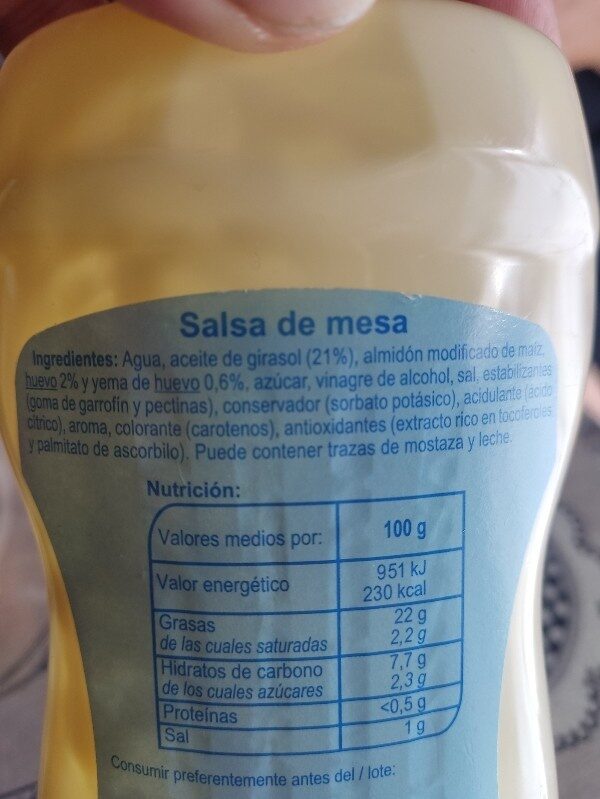 Salsa de mesa
Ingredientes: Agua, aceite de girasol (21%), almidón modificado de maíz,
huevo 2% y yema de huevo 0,6%, azúcar, vinagre de alcohol, sal, estabilizantes
(goma de garrofín y pectinas), conservador (sorbato potásico), acidulante (ácido
cítrico), aroma, colorante (carotenos), antioxidantes (extracto rico en tocoferoles
y palmitato de ascorbilo). Puede contener trazas de mostaza y leche.
Nutrición:
Valores medios por: 100 g
Valor energético 951 kJ
230 kcal
Grasas 22 g
de las cuales saturadas 2,2 g
Hidratos de carbono 7,7 g
de los cuales azúcares 2,3 g
Proteínas <0,5 g
Sal 1 g
Consumir preferentemente antes del / lote: